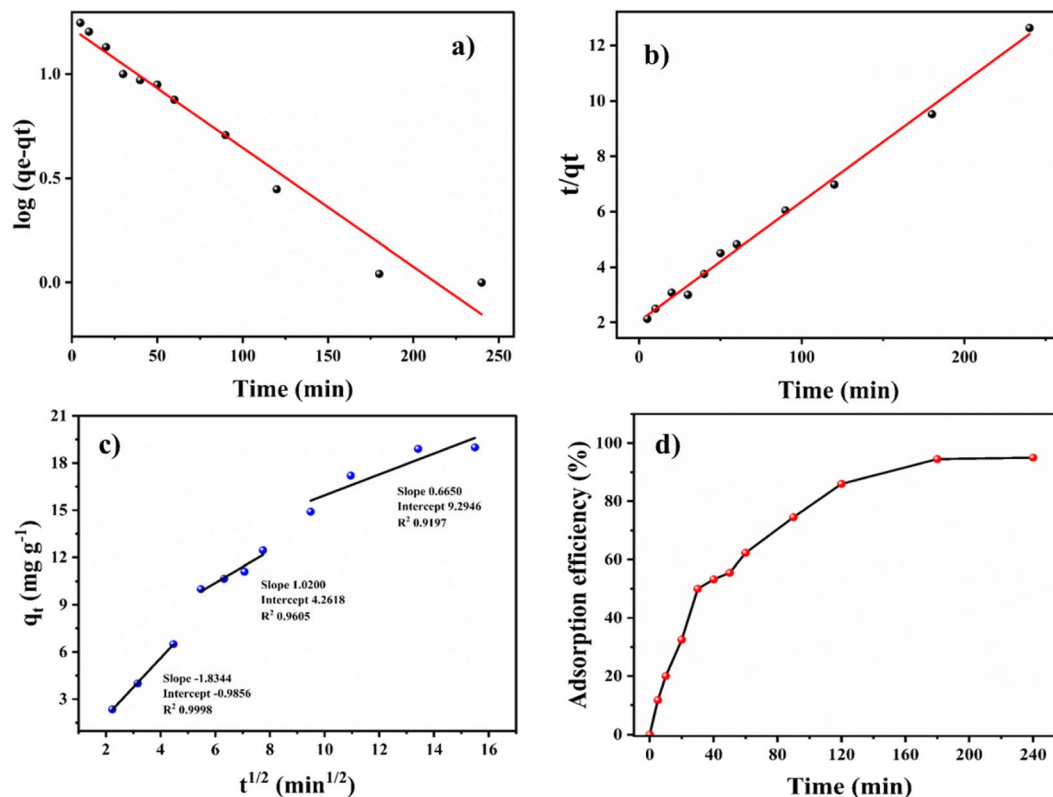 a)
log (qe-qt)
1.0
0.5
0.0
0 50 100 150 200 250
Time (min)
b)
t/qt
12
10
8
6
4
2
0 100 200
Time (min)
c)
qt (mg g-1)
21
18
15
12
9
6
3
Slope 0.6650
Intercept 9.2946
R2 0.9197
Slope 1.0200
Intercept 4.2618
R2 0.9605
Slope -1.8344
Intercept -0.9856
R2 0.9998
2 4 6 8 10 12 14 16
t1/2 (min1/2)
d)
Adsorption efficiency (%)
100
80
60
40
20
0
0 40 80 120 160 200 240
Time (min)